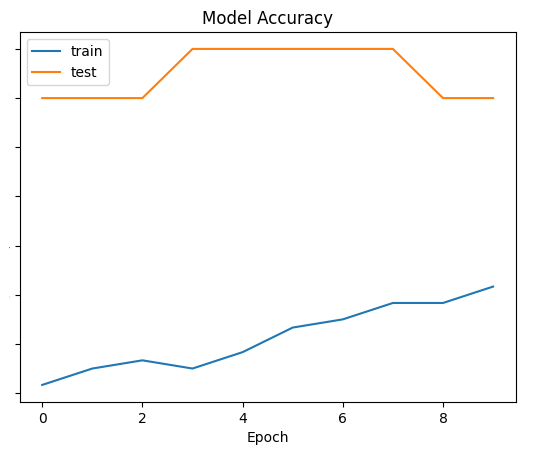 Model Accuracy
train
test
0 2 4 6 8
Epoch